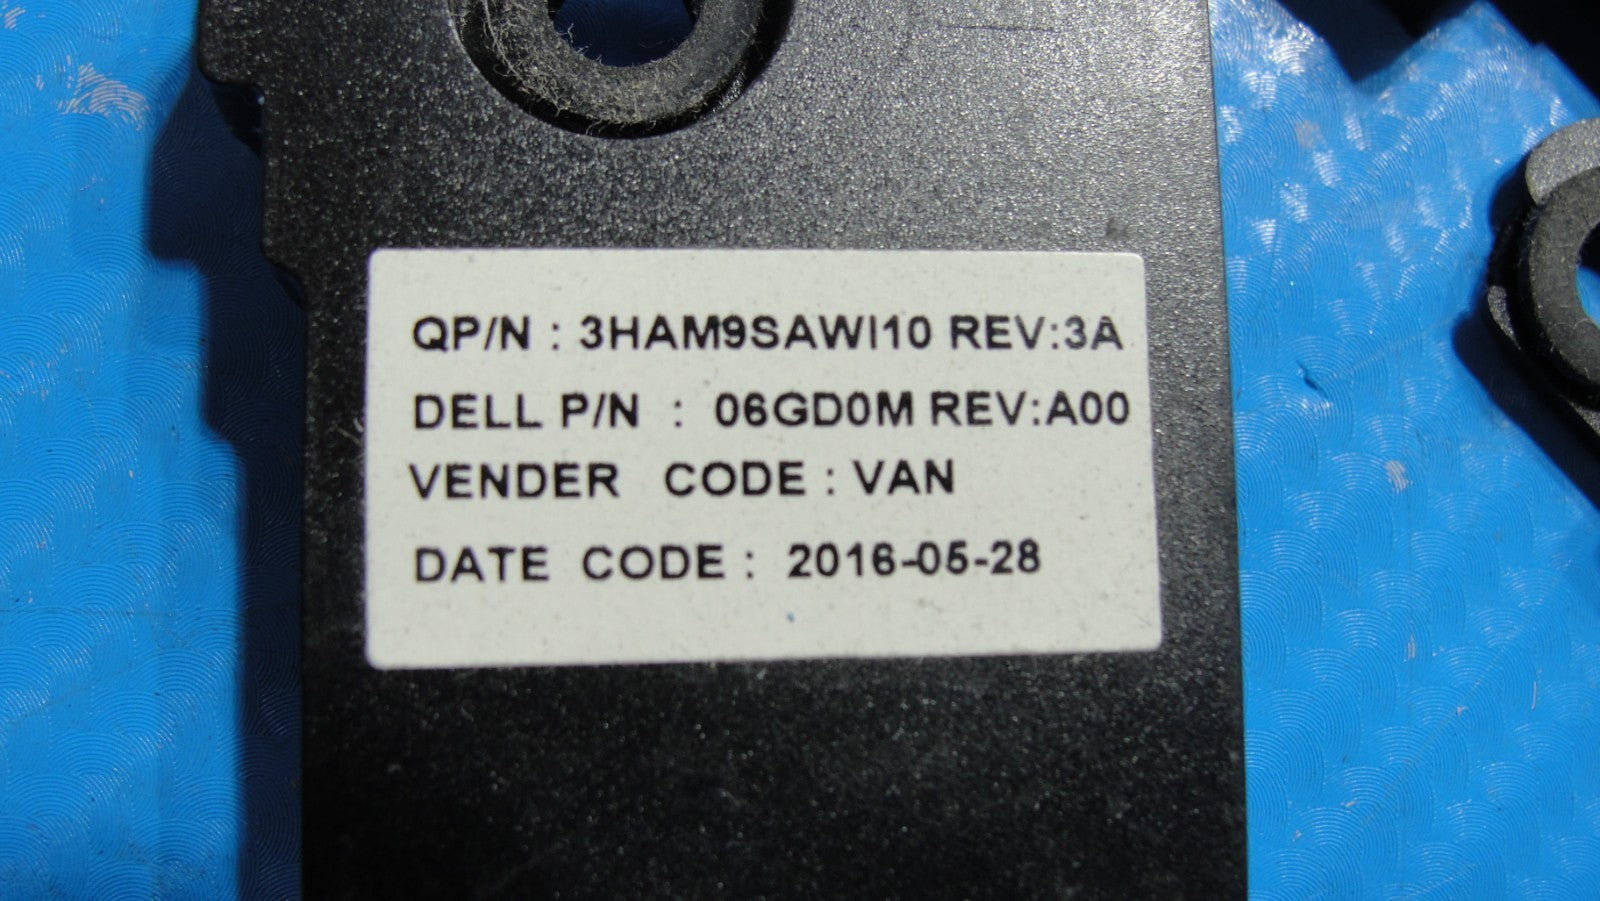 QP/N : 3HAM9SAWI10 REV:3A
DELL P/N : 06GD0M REV:A00
VENDER CODE : VAN
DATE CODE : 2016-05-28